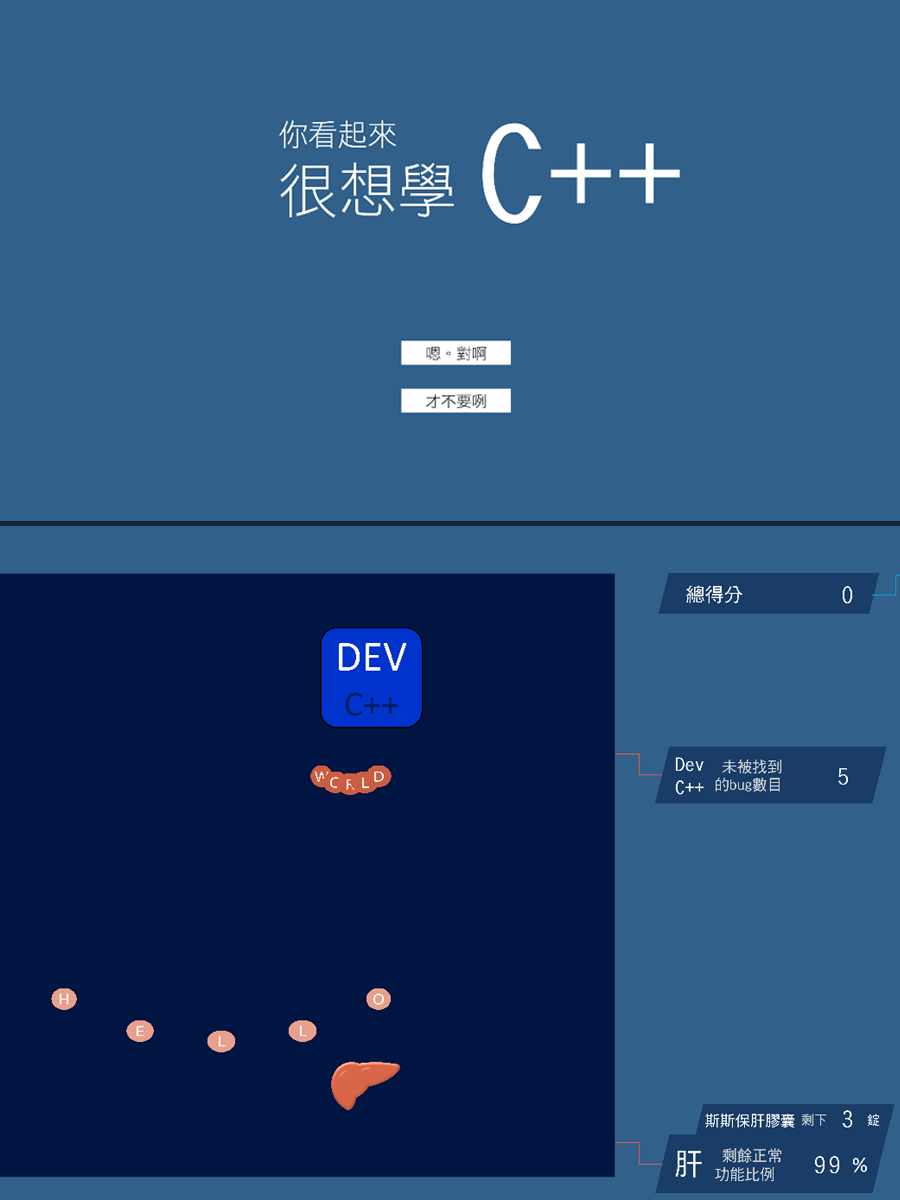 你看起來
很想學 C++
嗯。對啊
才不要咧
總得分 0
DEV
C++
WORLD
Dev 未被找到
C++ 的bug數目 5
HELLO
斯斯保肝膠囊 剩下 3 錠
肝 剩餘正常
功能比例 99 %